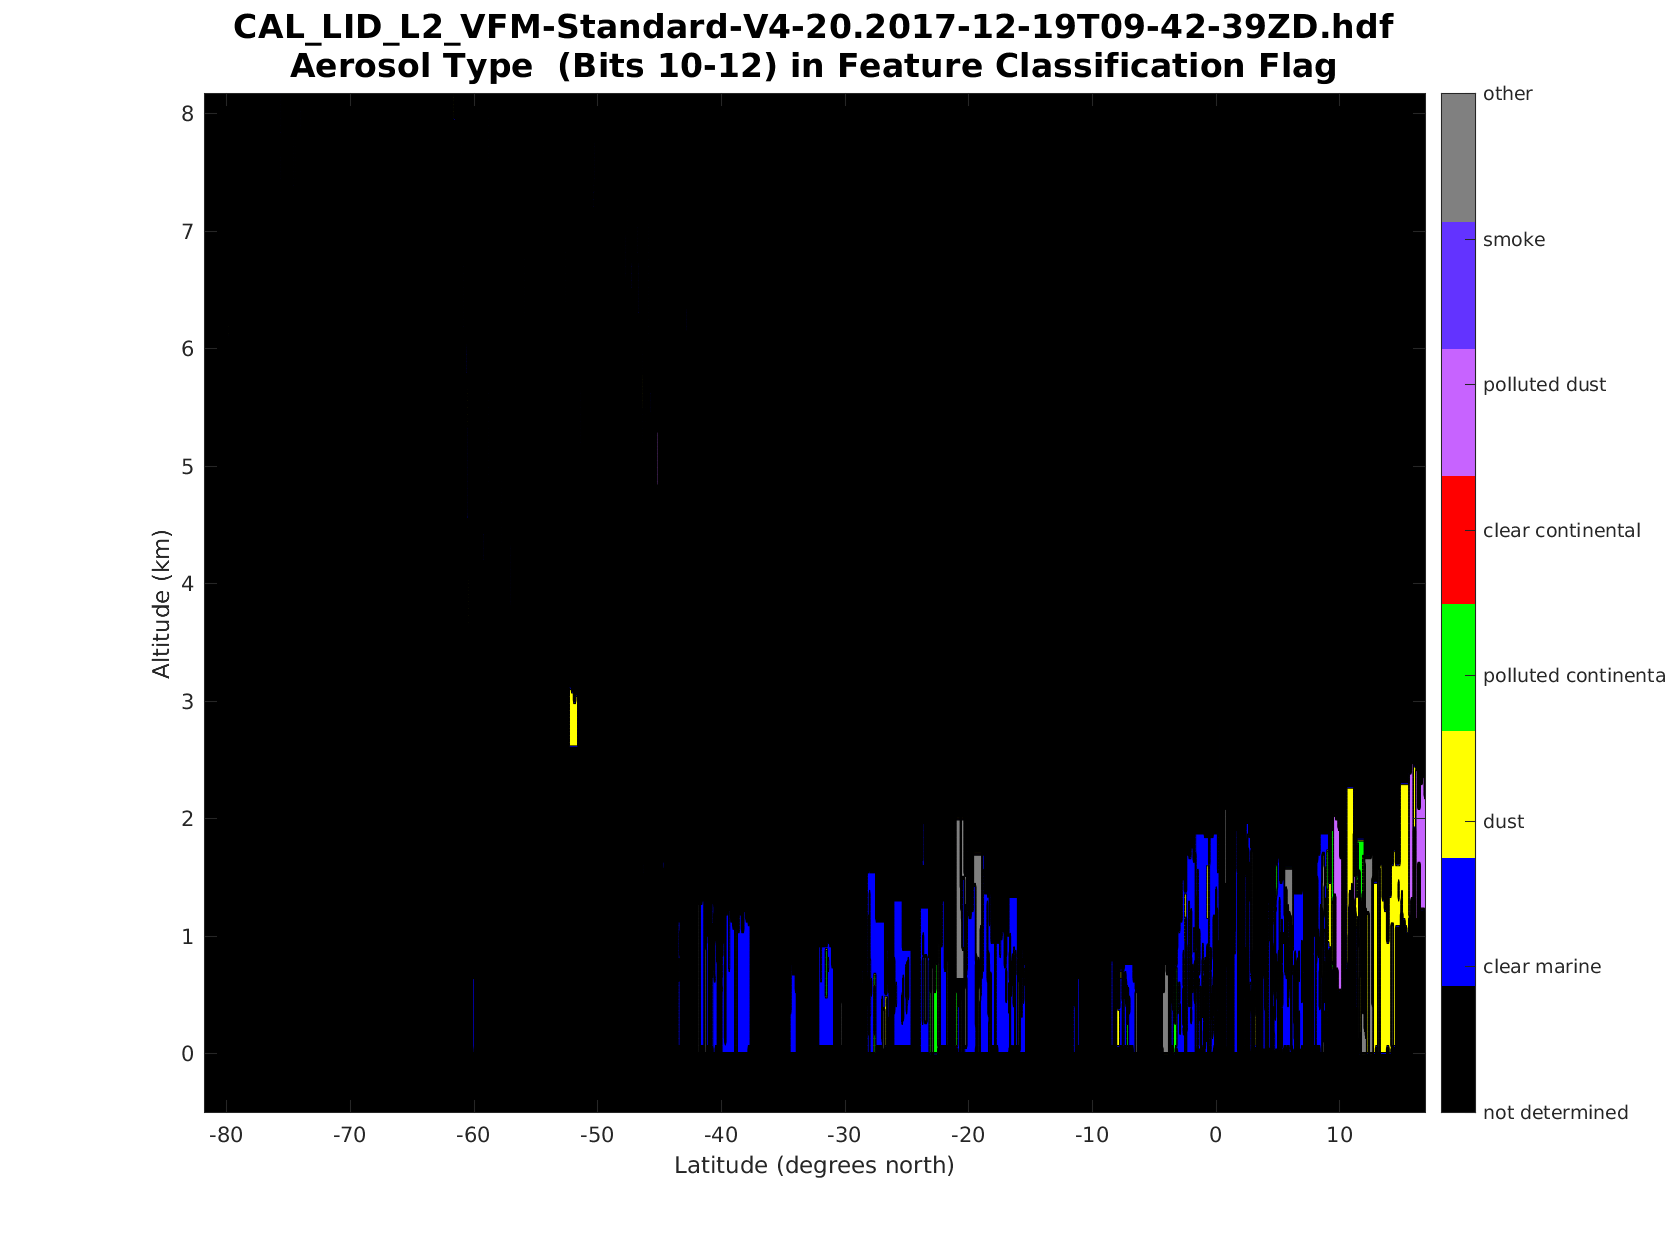 CAL_LID_L2_VFM-Standard-V4-20.2017-12-19T09-42-39ZD.hdf
Aerosol Type (Bits 10-12) in Feature Classification Flag
8
7
6
5
4
3
2
1
0
Altitude (km)
-80 -70 -60 -50 -40 -30 -20 -10 0 10
Latitude (degrees north)
other
smoke
polluted dust
clear continental
polluted continenta
dust
clear marine
not determined